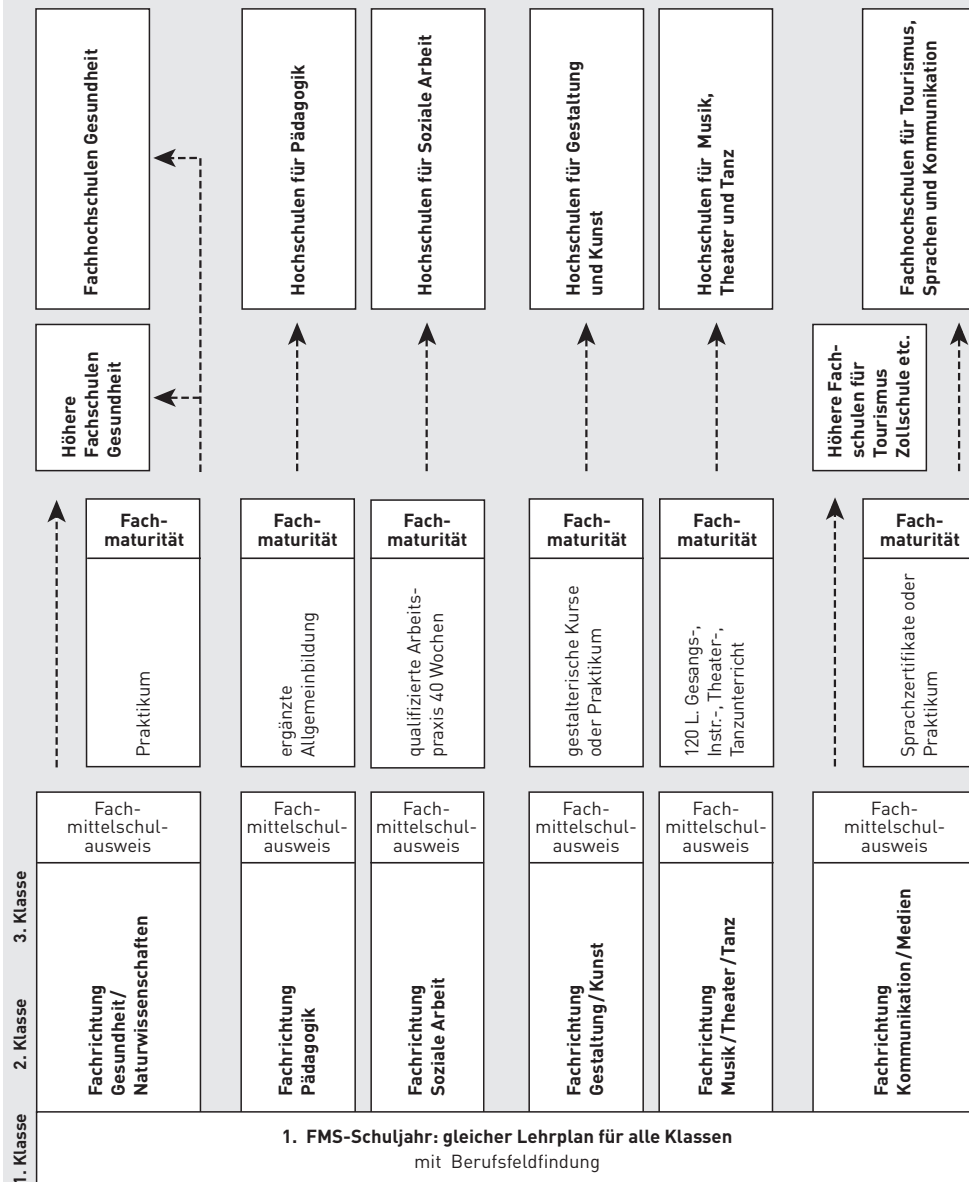 Fachhochschulen Gesundheit
Hochschulen für Pädagogik
Hochschulen für Soziale Arbeit
Hochschulen für Gestaltung
und Kunst
Hochschulen für Musik,
Theater und Tanz
Fachhochschulen für Tourismus,
Sprachen und Kommunikation
Höhere
Fachschulen
Gesundheit
Höhere Fach-
schulen für
Tourismus
Zollschule etc.
Fach-
maturität
Praktikum
Fach-
maturität
ergänzte
Allgemeinbildung
Fach-
maturität
qualifizierte Arbeits-
praxis 40 Wochen
Fach-
maturität
gestalterische Kurse
oder Praktikum
Fach-
maturität
120 L. Gesangs-,
Instr.-, Theater-,
Tanzunterricht
Fach-
maturität
Sprachzertifikate oder
Praktikum
Fach-
mittelschul-
ausweis
Fach-
mittelschul-
ausweis
Fach-
mittelschul-
ausweis
Fach-
mittelschul-
ausweis
Fach-
mittelschul-
ausweis
Fach-
mittelschul-
ausweis
3. Klasse
2. Klasse
1. Klasse
Fachrichtung
Gesundheit/
Naturwissenschaften
Fachrichtung
Pädagogik
Fachrichtung
Soziale Arbeit
Fachrichtung
Gestaltung/Kunst
Fachrichtung
Musik/Theater/Tanz
Fachrichtung
Kommunikation/Medien
1. FMS-Schuljahr: gleicher Lehrplan für alle Klassen
mit Berufsfeldfindung